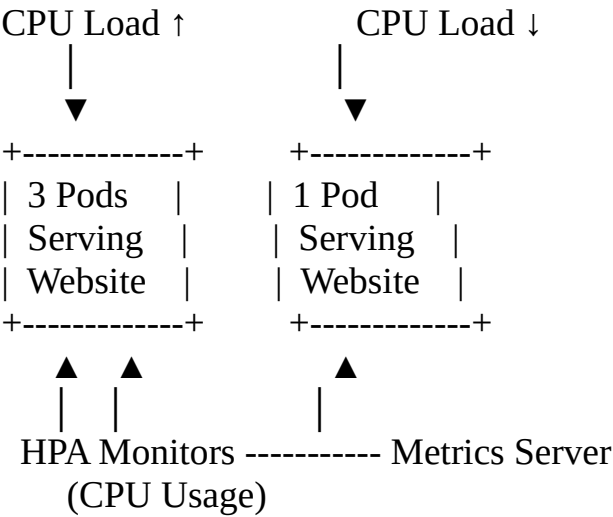 CPU Load ↑                    CPU Load ↓
       │                             │
       ▼                            ▼
+-------------+          +-------------+
|  3 Pods     |         |  1 Pod      |
|  Serving    |         |  Serving    |
|  Website    |         |  Website    |
+-------------+          +-------------+
      ▲    ▲                       ▲
      │    │                     │
  HPA Monitors ----------- Metrics Server
       (CPU Usage)